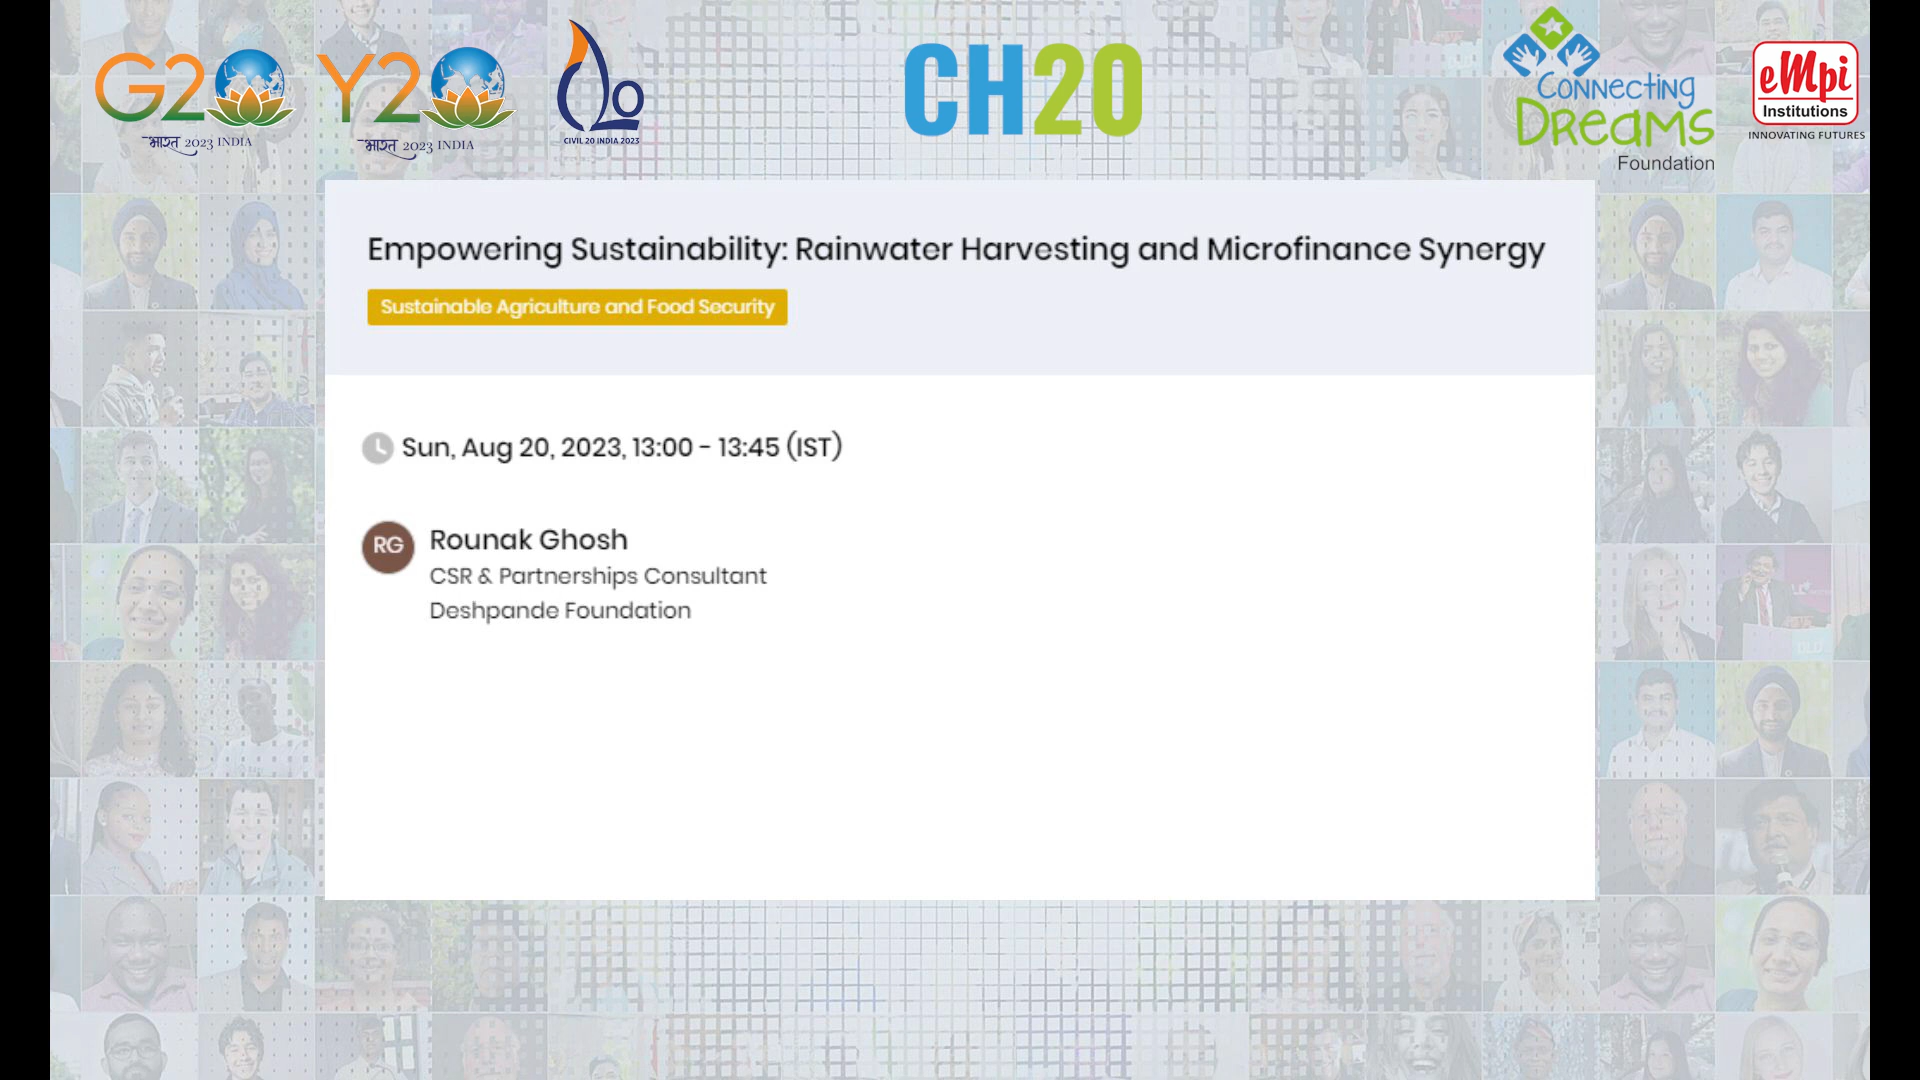 G20
भारत 2023 INDIA
Y20
भारत 2023 INDIA
CIVIL 20 INDIA 2023
CH20
Connecting
Dreams
Foundation
eMpi
Institutions
INNOVATING FUTURES
Empowering Sustainability: Rainwater Harvesting and Microfinance Synergy
Sustainable Agriculture and Food Security
Sun, Aug 20, 2023, 13:00 - 13:45 (IST)
RG
Rounak Ghosh
CSR & Partnerships Consultant
Deshpande Foundation